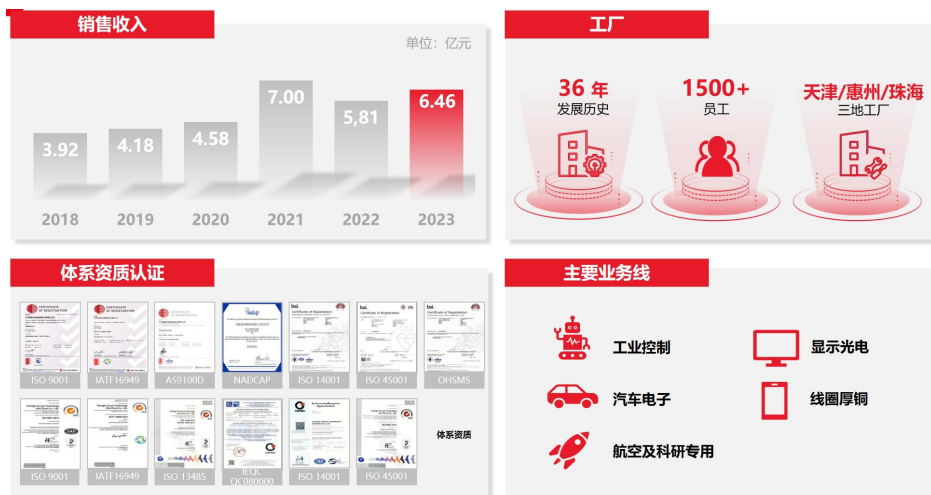 销售收入
单位：亿元
3.92
4.18
4.58
7.00
5,81
6.46
2018
2019
2020
2021
2022
2023
工厂
36 年
发展历史
1500+
员工
天津/惠州/珠海
三地工厂
体系资质认证
ISO 9001
IATF16949
AS9100D
NADCAP
ISO 14001
ISO 45001
OHSMS
ISO 9001
IATF16949
ISO 13485
IEQC
QC080000
ISO 14001
ISO 45001
体系资质
主要业务线
工业控制
显示光电
汽车电子
线圈厚铜
航空及科研专用